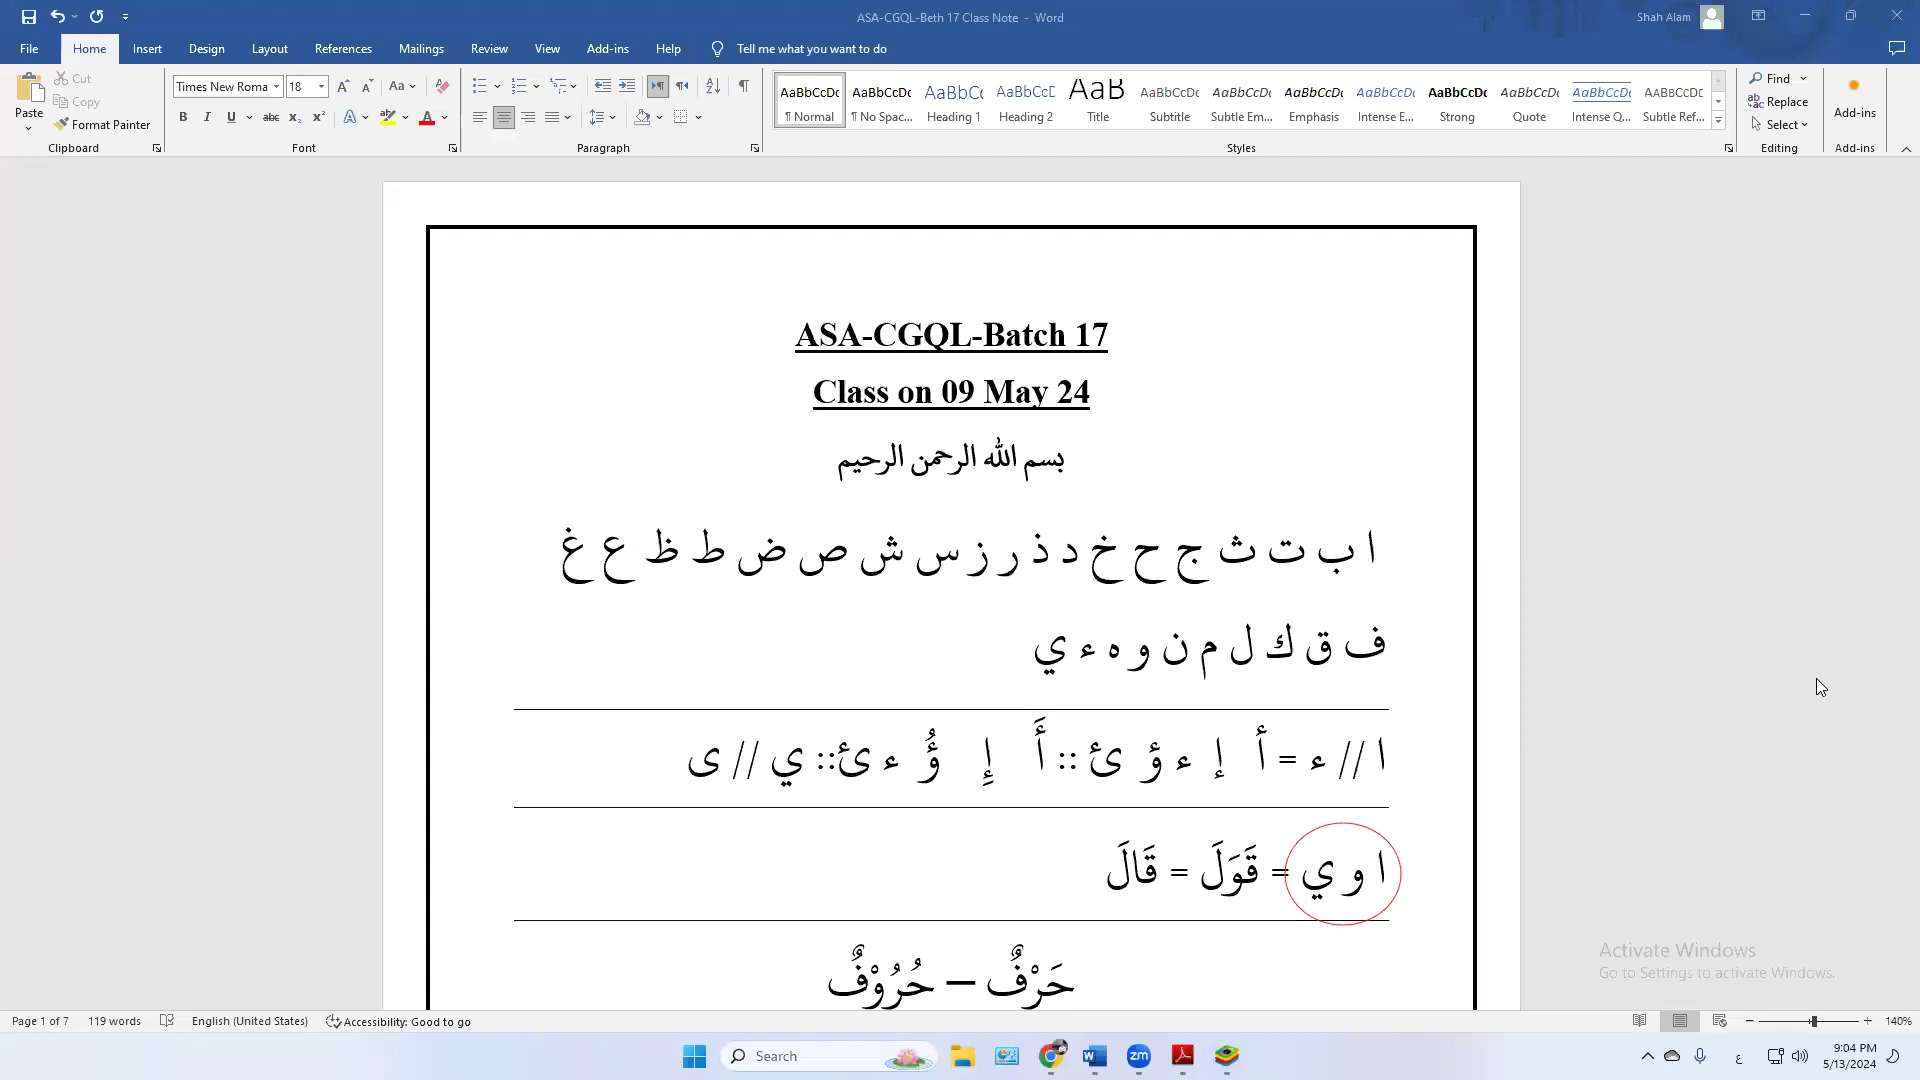 ASA-CGQL-Beth 17 Class Note - Word
Shah Alam
File Home Insert Design Layout References Mailings Review View Add-ins Help Tell me what you want to do
Paste
Cut
Copy
Format Painter
Clipboard
Times New Roma 18
Font
Paragraph
AaBbCcDc AaBbCcDc AaBbCc AaBbCcD AaB AaBbCcDc AaBbCcDc AaBbCcDc AaBbCcDc AaBbCcDc AaBbCcDc AaBbCcDc AABBCCDE
¶ Normal ¶ No Spac... Heading 1 Heading 2 Title Subtitle Subtle Em... Emphasis Intense E... Strong Quote Intense Q... Subtle Ref...
Styles
Find
Replace
Select
Editing
Add-ins
Add-ins
ASA-CGQL-Batch 17
Class on 09 May 24
بسم الله الرحمن الرحيم
ا ب ت ث ج ح خ د ذ ر ز س ش ص ض ط ظ ع غ
ف ق ك ل م ن و ه ء ي
ا // ء = أ إ ء ؤ ئ :: أَ إِ ؤُ ء ئ:: ي // ى
ا و ي = قَوَلَ = قَالَ
حَرْفٌ – حُرُوْفٌ
Activate Windows
Go to Settings to activate Windows.
Page 1 of 7 119 words English (United States) Accessibility: Good to go 140%
Search
ع
9:04 PM
5/13/2024